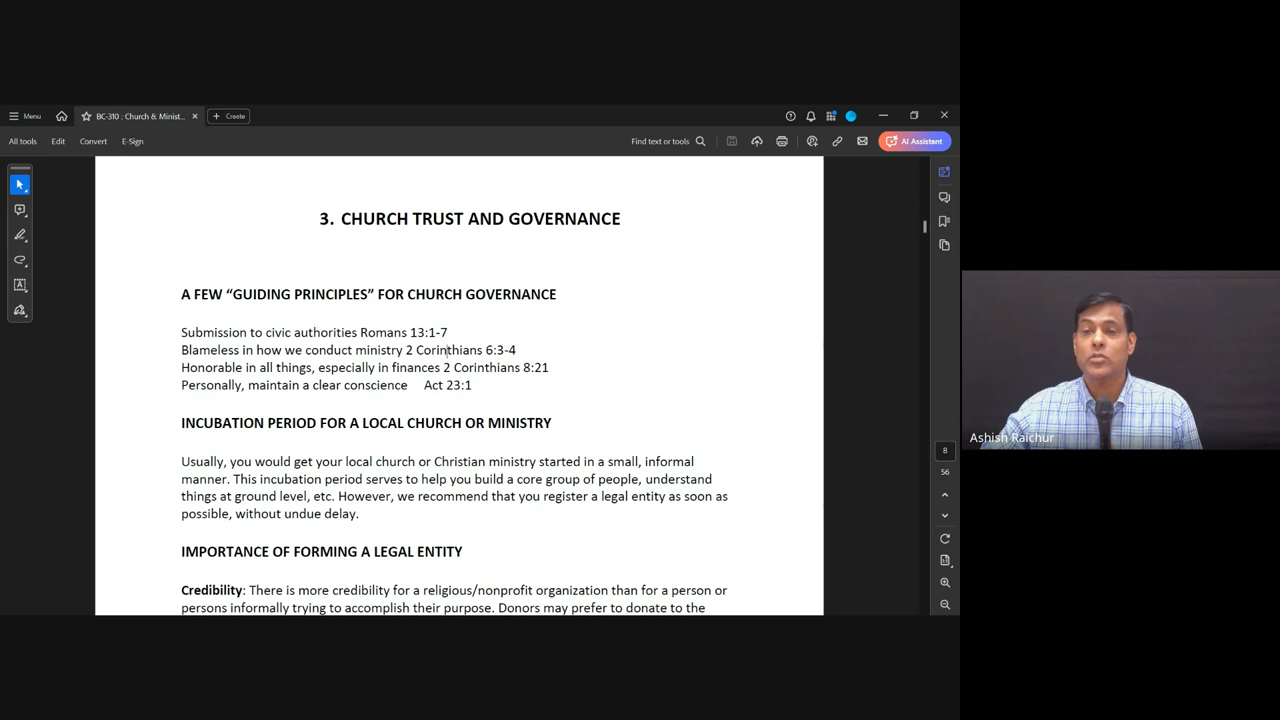 Menu
BC-310 : Church & Minist...
Create
All tools
Edit
Convert
E-Sign
Find text or tools
AI Assistant
3. CHURCH TRUST AND GOVERNANCE
A FEW “GUIDING PRINCIPLES” FOR CHURCH GOVERNANCE
Submission to civic authorities Romans 13:1-7
Blameless in how we conduct ministry 2 Corinthians 6:3-4
Honorable in all things, especially in finances 2 Corinthians 8:21
Personally, maintain a clear conscience Act 23:1
INCUBATION PERIOD FOR A LOCAL CHURCH OR MINISTRY
Usually, you would get your local church or Christian ministry started in a small, informal
manner. This incubation period serves to help you build a core group of people, understand
things at ground level, etc. However, we recommend that you register a legal entity as soon as
possible, without undue delay.
IMPORTANCE OF FORMING A LEGAL ENTITY
Credibility: There is more credibility for a religious/nonprofit organization than for a person or
persons informally trying to accomplish their purpose. Donors may prefer to donate to the
8
56
Ashish Raichur